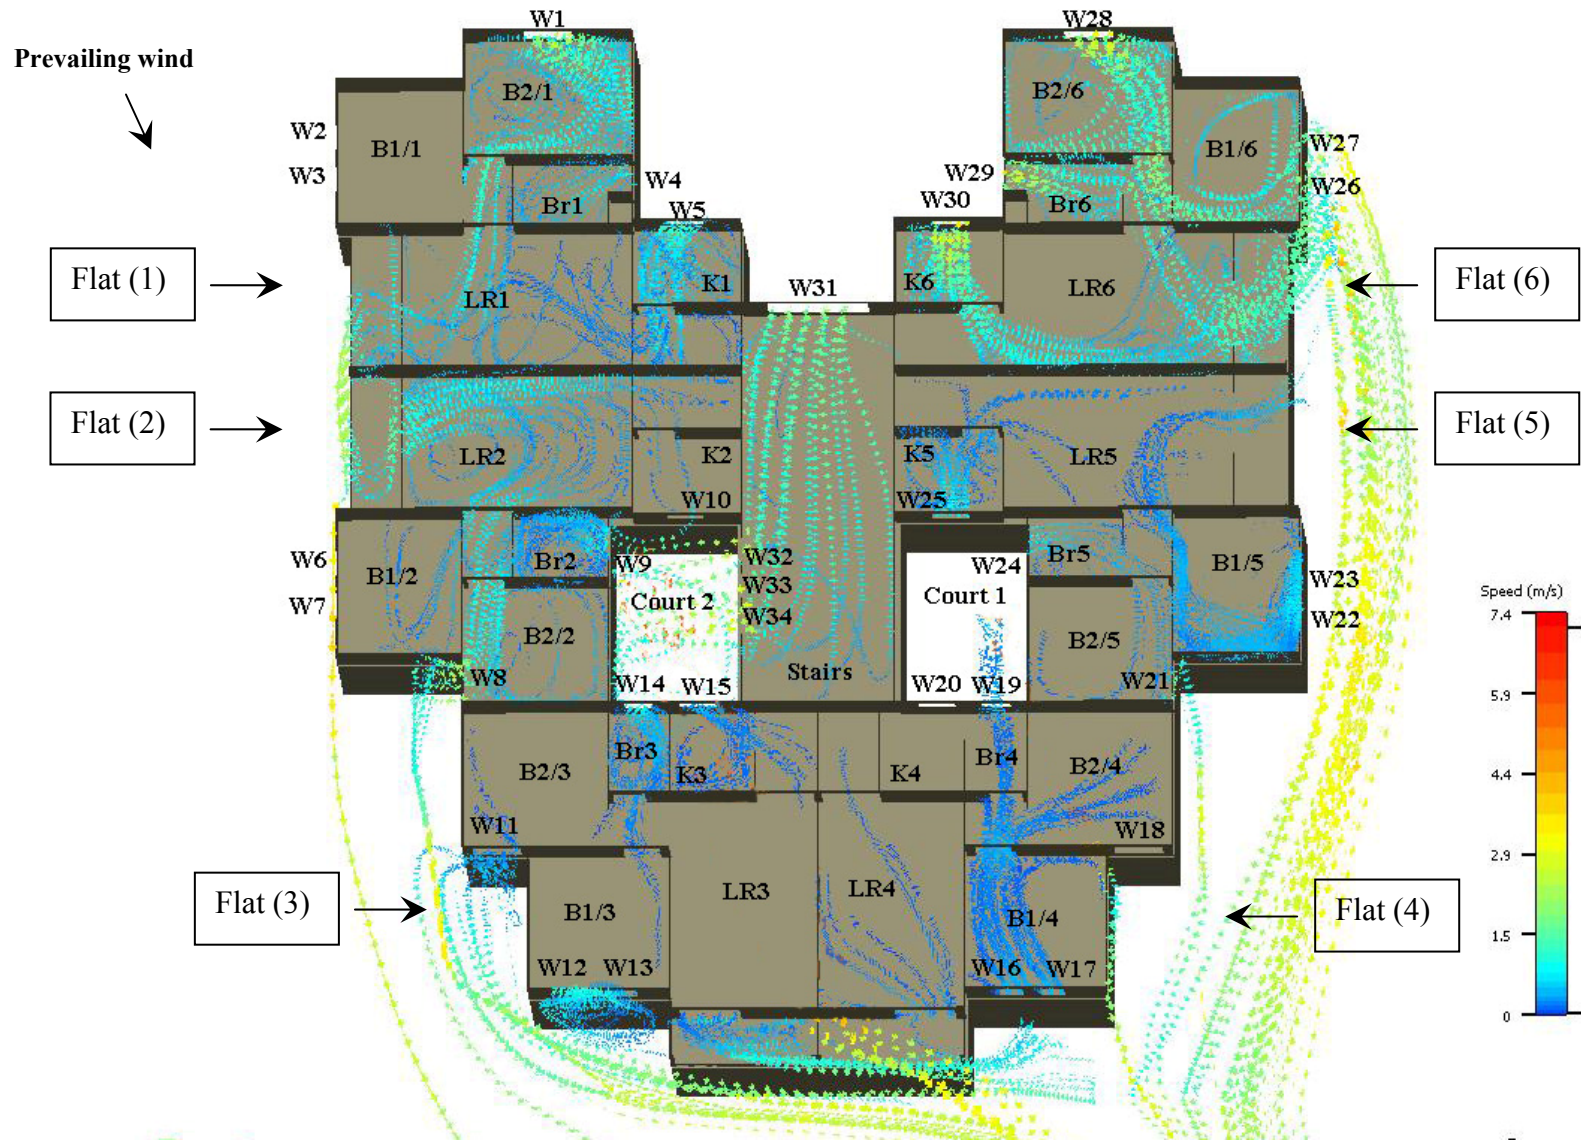 W1
W28
Prevailing wind
B2/1
B2/6
W2
B1/1
B1/6
W27
W3
W4
W29
W26
Br1
W5
W30
Br6
Flat (1)
LR1
K1
W31
K6
LR6
Flat (6)
Flat (2)
LR2
K2
K5
LR5
Flat (5)
W10
W25
W6
B1/2
Br2
W9
W32
W24
Br5
B1/5
W33
W23
W7
Court 2
Court 1
W34
W22
Speed (m/s)
7.4
B2/2
B2/5
W8
Stairs
W21
W14
W15
W20
W19
5.9
Br3
Br4
B2/3
K3
K4
B2/4
4.4
W11
W18
2.9
Flat (3)
LR3
LR4
Flat (4)
B1/3
B1/4
1.5
W12
W13
W16
W17
0